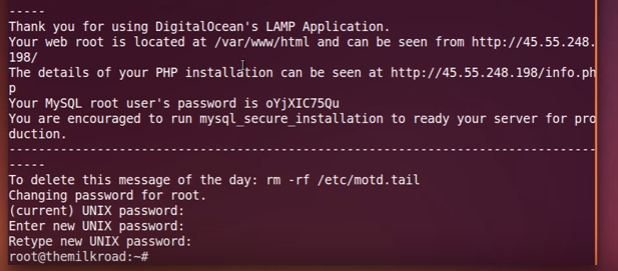 -----
Thank you for using DigitalOcean's LAMP Application.
Your web root is located at /var/www/html and can be seen from http://45.55.248.
198/
The details of your PHP installation can be seen at http://45.55.248.198/info.ph
p
Your MySQL root user's password is oYjXIC75Qu
You are encouraged to run mysql_secure_installation to ready your server for pro
duction.
--------------------------------------------------------------------------------
-----
To delete this message of the day: rm -rf /etc/motd.tail
Changing password for root.
(current) UNIX password:
Enter new UNIX password:
Retype new UNIX password:
root@themilkroad:~#